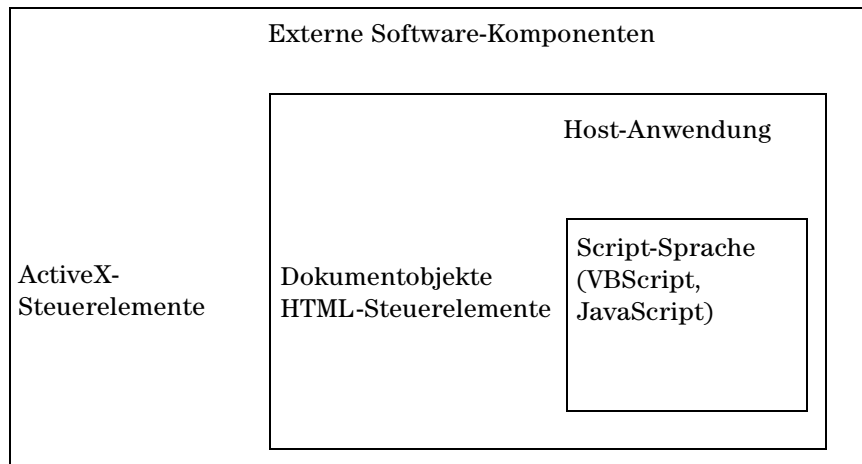 Externe Software-Komponenten
Host-Anwendung
ActiveX-
Steuerelemente
Dokumentobjekte
HTML-Steuerelemente
Script-Sprache
(VBScript,
JavaScript)